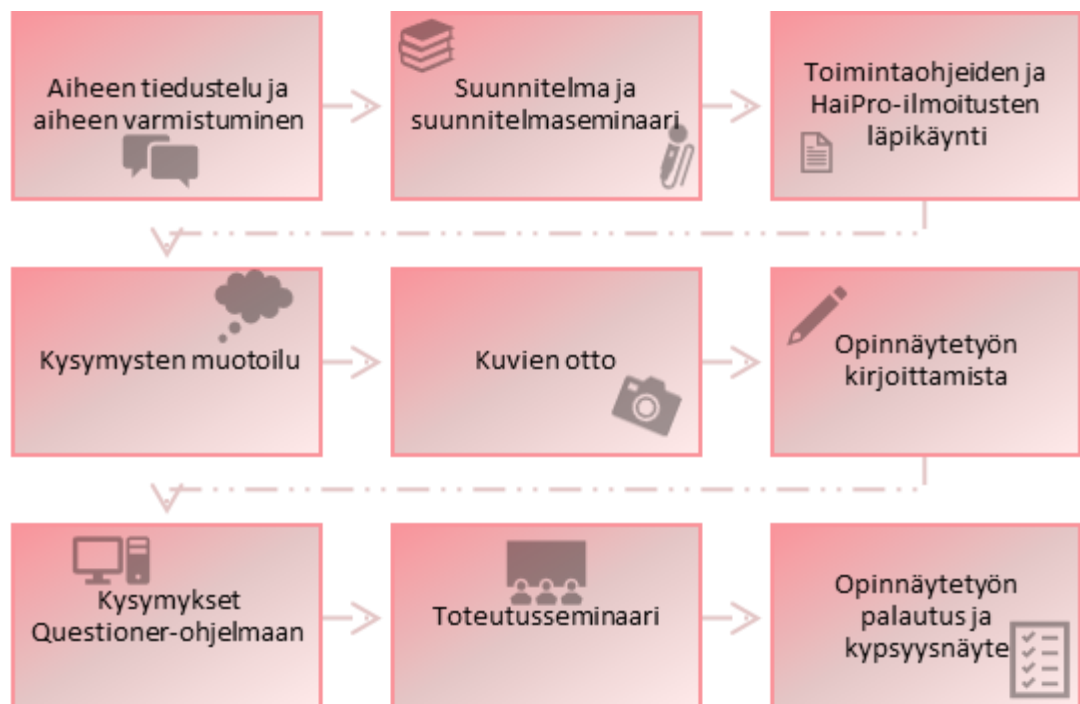 Aiheen tiedustelu ja
aiheen varmistuminen
Suunnitelma ja
suunnitelmaseminaari
Toimintaohjeiden ja
HaiPro-ilmoitusten
läpikäynti
Kysymysten muotoilu
Kuvien otto
Opinnäytetyön
kirjoittamista
Kysymykset
Questioner-ohjelmaan
Toteutusseminaari
Opinnäytetyön
palautus ja
kypsyysnäyte